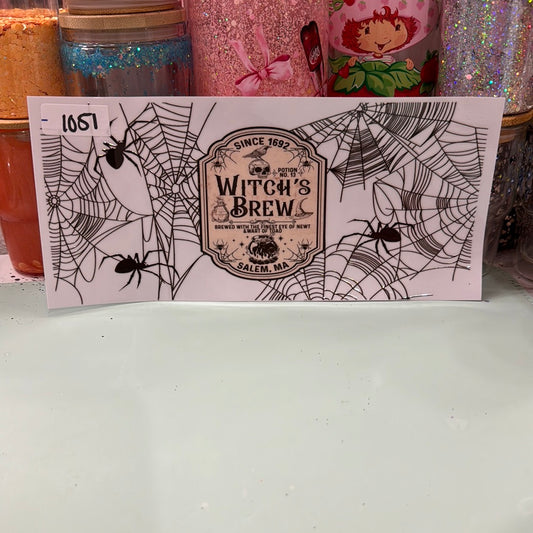 1051
SINCE 1692
POTION
NO. 13
WITCH'S
BREW
BREWED WITH THE FINEST EYE OF NEWT
& WART OF TOAD
SALEM, MA